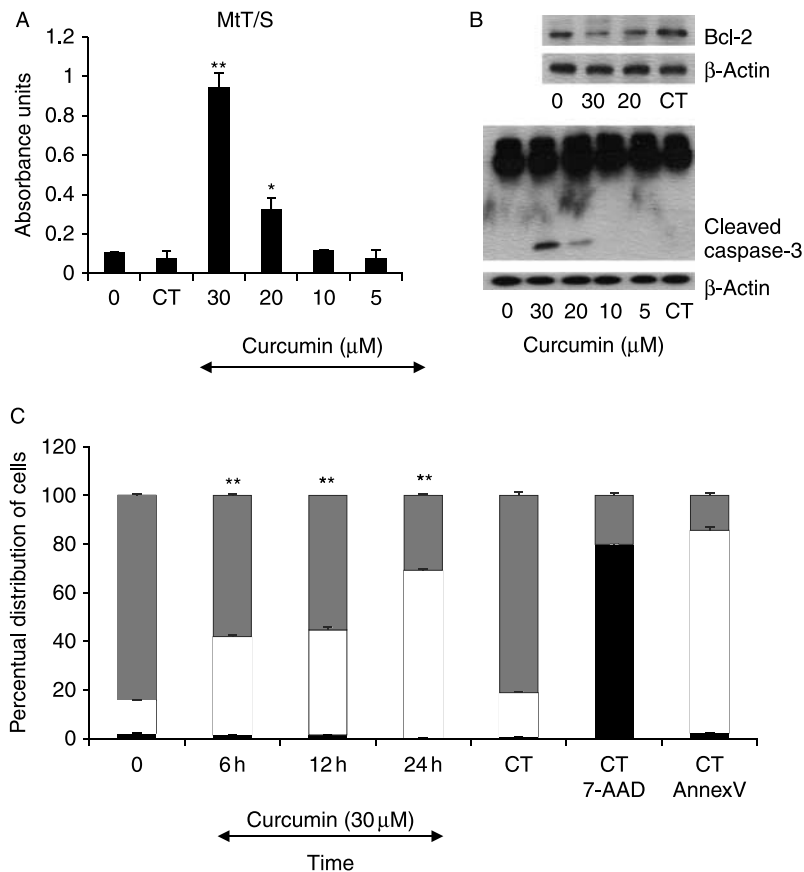 A
MtT/S
Absorbance units
1.2
1
0.8
0.6
0.4
0.2
0
**
*
0 CT 30 20 10 5
Curcumin (μM)
B
Bcl-2
β-Actin
0 30 20 CT
Cleaved
caspase-3
β-Actin
0 30 20 10 5 CT
Curcumin (μM)
C
Percentual distribution of cells
120
100
80
60
40
20
0
** ** **
0 6 h 12 h 24 h CT CT CT
7-AAD AnnexV
Curcumin (30 μM)
Time